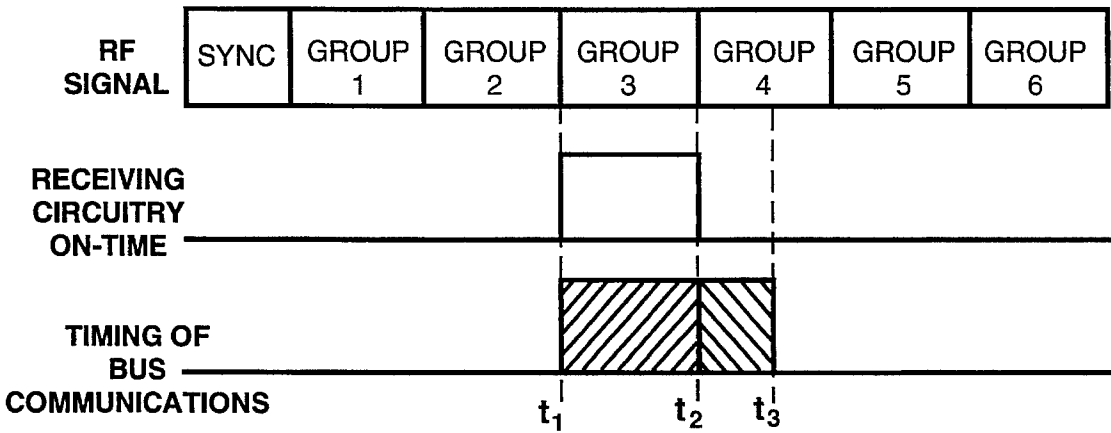 RF
SIGNAL
SYNC
GROUP
1
GROUP
2
GROUP
3
GROUP
4
GROUP
5
GROUP
6
RECEIVING
CIRCUITRY
ON-TIME
TIMING OF
BUS
COMMUNICATIONS
t1
t2
t3